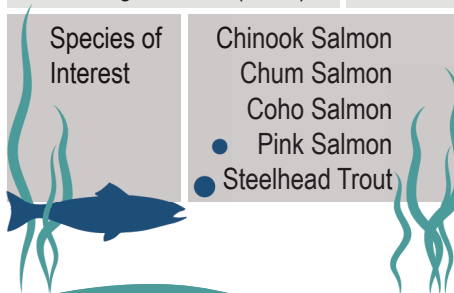 Species of
Interest
Chinook Salmon
Chum Salmon
Coho Salmon
Pink Salmon
Steelhead Trout